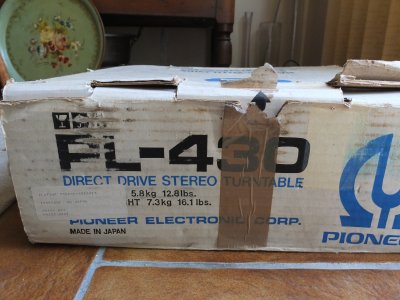 PL-430
DIRECT DRIVE STEREO TURNTABLE
5.8kg 12.8lbs.
HT 7.3kg 16.1lbs.
PIONEER ELECTRONIC CORP.
MADE IN JAPAN
PIONEE